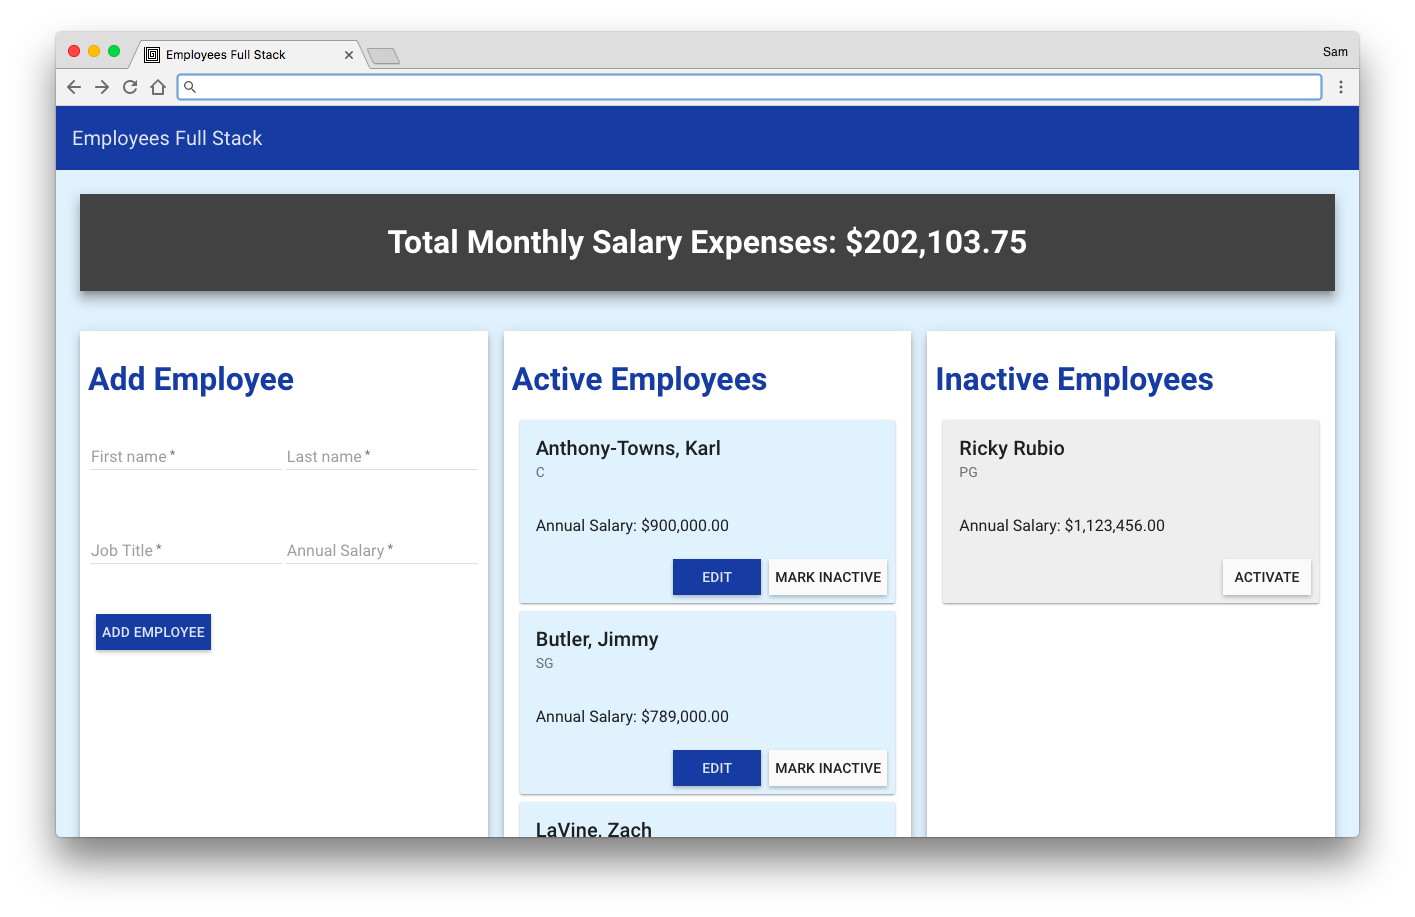 Employees Full Stack
Sam
Employees Full Stack
Total Monthly Salary Expenses: $202,103.75
Add Employee
First name *
Last name *
Job Title *
Annual Salary *
ADD EMPLOYEE
Active Employees
Anthony-Towns, Karl
C
Annual Salary: $900,000.00
EDIT
MARK INACTIVE
Butler, Jimmy
SG
Annual Salary: $789,000.00
EDIT
MARK INACTIVE
LaVine, Zach
Inactive Employees
Ricky Rubio
PG
Annual Salary: $1,123,456.00
ACTIVATE